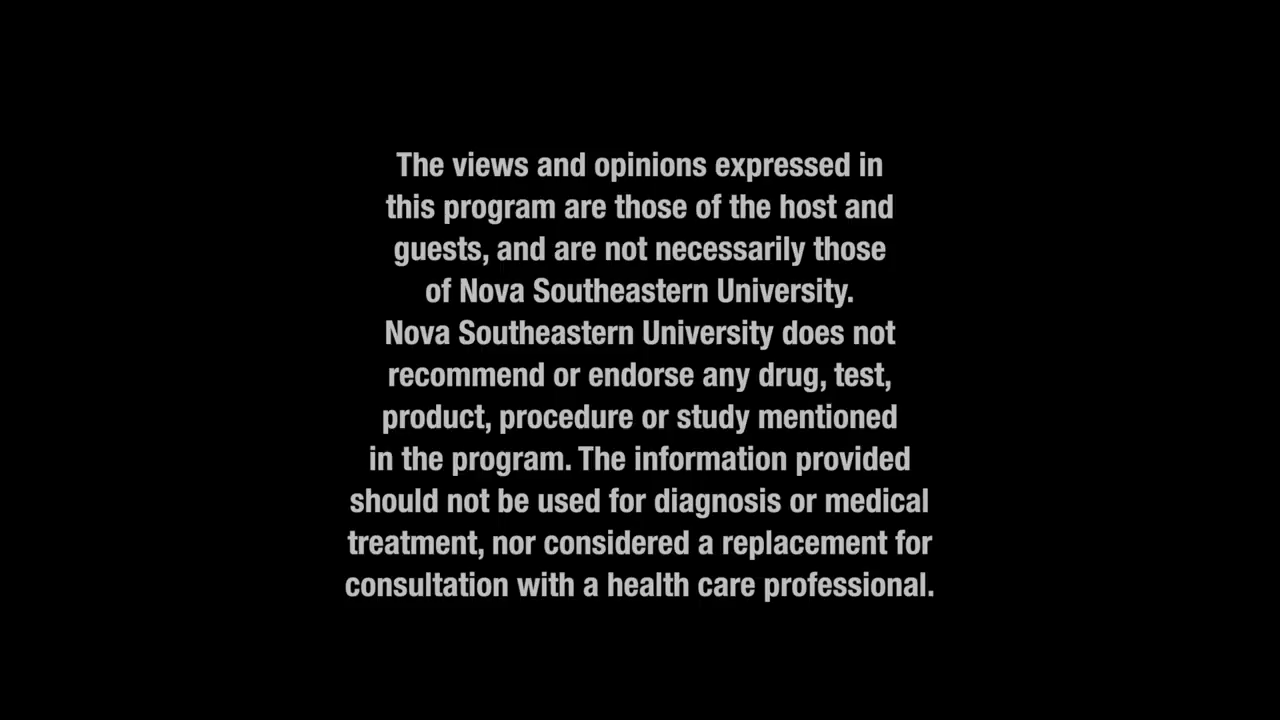 The views and opinions expressed in
this program are those of the host and
guests, and are not necessarily those
of Nova Southeastern University.
Nova Southeastern University does not
recommend or endorse any drug, test,
product, procedure or study mentioned
in the program. The information provided
should not be used for diagnosis or medical
treatment, nor considered a replacement for
consultation with a health care professional.